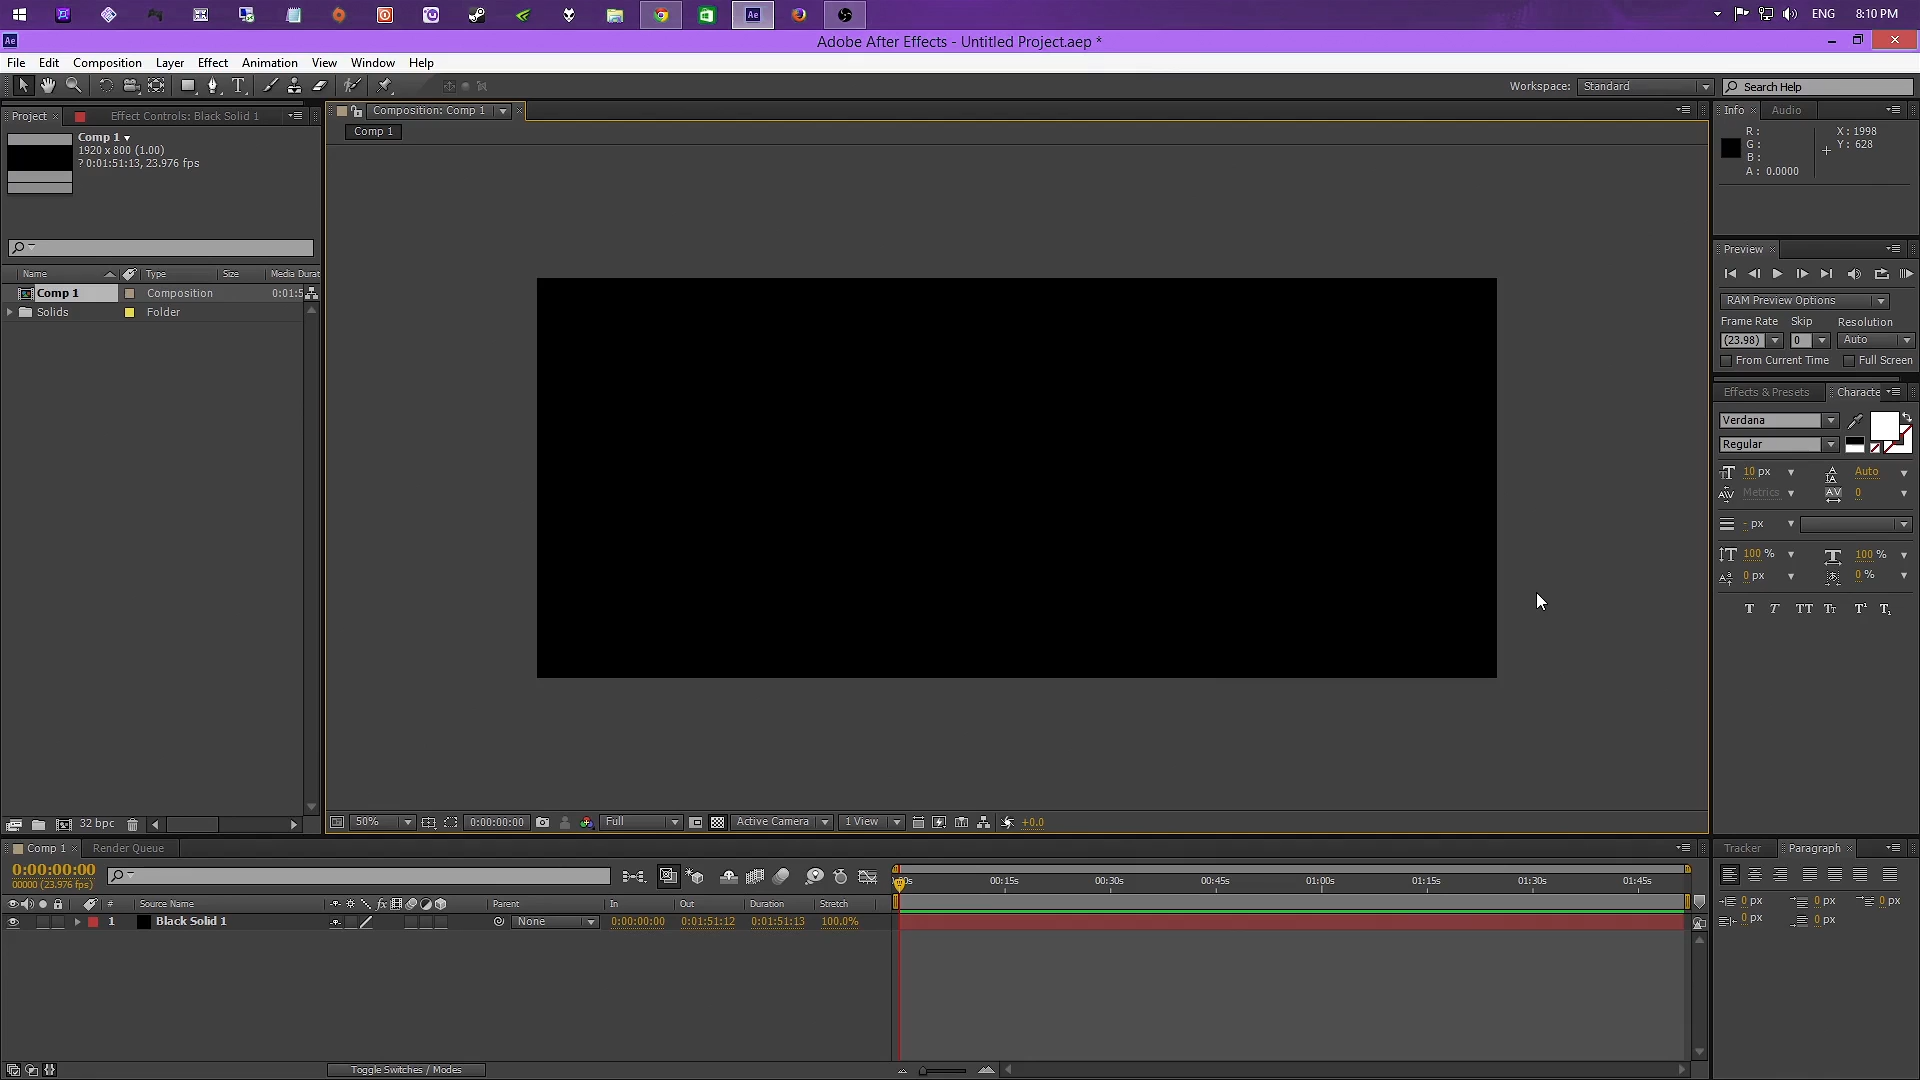 ENG 8:10 PM
Ae Adobe After Effects - Untitled Project.aep *
File Edit Composition Layer Effect Animation View Window Help
Workspace: Standard Search Help
Project Effect Controls: Black Solid 1
Composition: Comp 1
Info Audio
Comp 1
Comp 1
1920 x 800 (1.00)
? 0:01:51:13, 23.976 fps
R :
G :
B :
A : 0.0000
X : 1998
Y : 628
Preview
Name Type Size Media Durat
Comp 1 Composition 0:01:5
Solids Folder
RAM Preview Options
Frame Rate Skip Resolution
(23.98) 0 Auto
From Current Time Full Screen
Effects & Presets Characte
Verdana
Regular
10 px Auto
Metrics 0
- px
100 % 100 %
0 px 0 %
T T TT Tт T¹ T₁
32 bpc
50% 0:00:00:00 Full Active Camera 1 View +0.0
Comp 1 Render Queue
Tracker Paragraph
0:00:00:00
00000 (23.976 fps)
00:15s 00:30s 00:45s 01:00s 01:15s 01:30s 01:45s
# Source Name Parent In Out Duration Stretch
1 Black Solid 1 None 0:00:00:00 0:01:51:12 0:01:51:13 100.0%
0 px 0 px 0 px
0 px 0 px
Toggle Switches / Modes